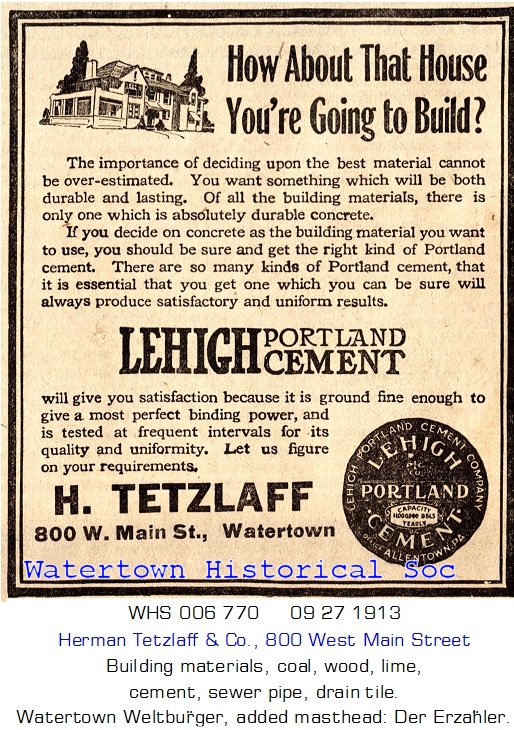 How About That House
You're Going to Build?
The importance of deciding upon the best material cannot
be over-estimated. You want something which will be both
durable and lasting. Of all the building materials, there is
only one which is absolutely durable concrete.
If you decide on concrete as the building material you want
to use, you should be sure and get the right kind of Portland
cement. There are so many kinds of Portland cement, that
it is essential that you get one which you can be sure will
always produce satisfactory and uniform results.
LEHIGH PORTLAND CEMENT
will give you satisfaction because it is ground fine enough to
give a most perfect binding power, and
is tested at frequent intervals for its
quality and uniformity. Let us figure
on your requirements.
H. TETZLAFF
800 W. Main St., Watertown
LEHIGH PORTLAND CEMENT COMPANY
LEHIGH
PORTLAND
CAPACITY
11,000,000 BBLS
YEARLY
CEMENT
OFFICE ALLENTOWN, PA
Watertown Historical Soc
WHS 006 770 09 27 1913
Herman Tetzlaff & Co., 800 West Main Street
Building materials, coal, wood, lime,
cement, sewer pipe, drain tile.
Watertown Weltbürger, added masthead: Der Erzähler.